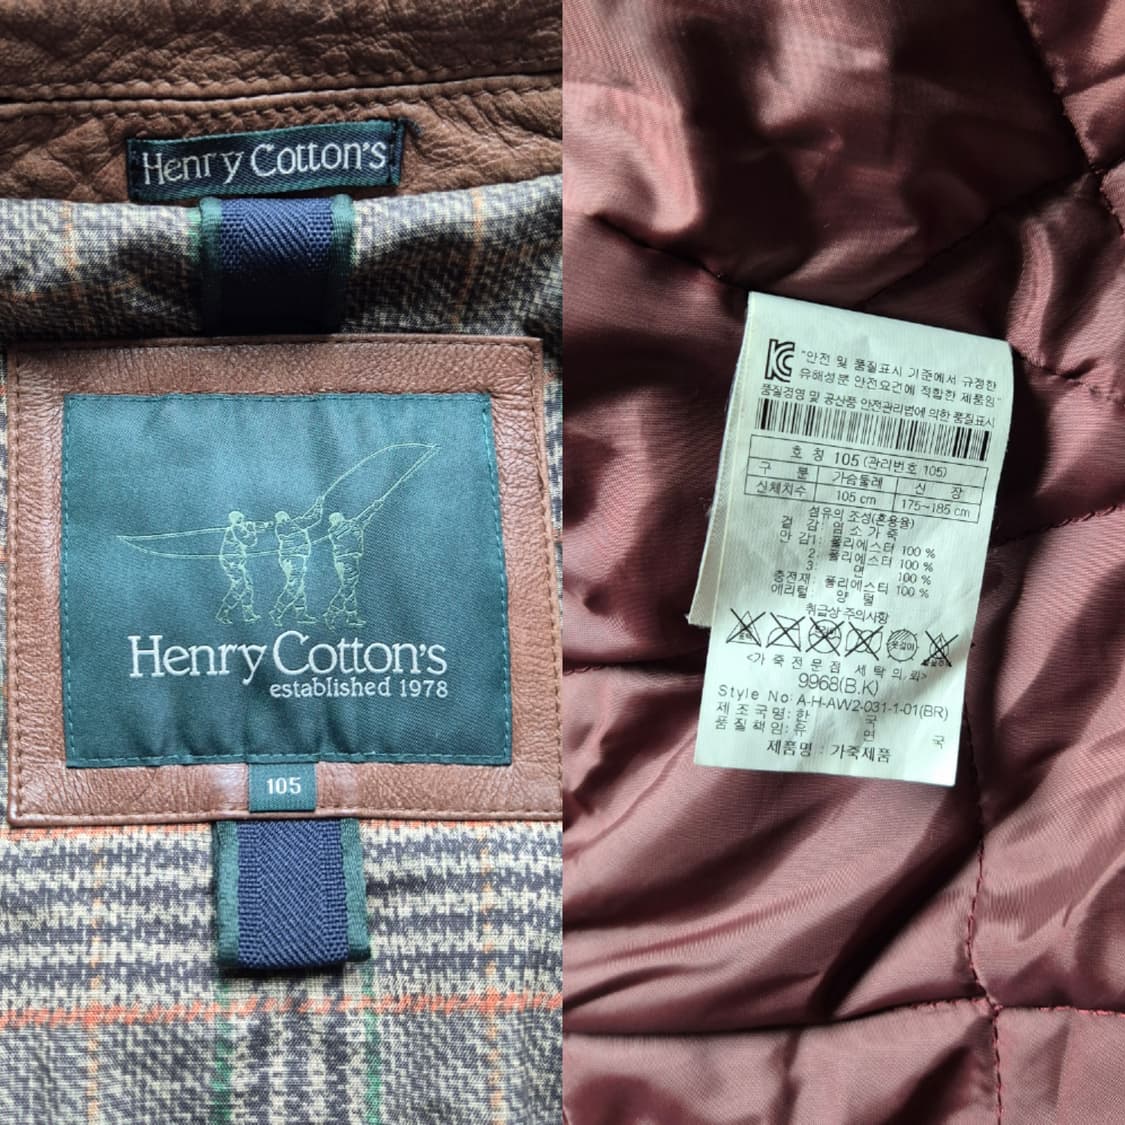 Henry Cotton's
Henry Cotton's
established 1978
105
"안전 및 품질표시 기준에서 규정한
유해성분 안전요건에 적합한 제품임"
품질경영 및 공산품 안전관리법에 의한 품질표시
호 칭 105 (관리번호 105)
구 분 가슴둘레 신 장
신체치수 105 cm 175~185 cm
섬유의 조성(혼용율)
겉 감: 염 소 가 죽
안 감1: 폴리에스터 100 %
2: 폴리에스터 100 %
3: 면 100 %
충전재: 폴리에스터 100 %
에리털: 양 털
취급상 주의사항
옷걸이
<가 죽 전 문 점 세 탁 의 뢰>
9968(B.K)
Style No: A-H-AW2-031-1-01(BR)
제 조 국 명: 한 국
품 질 책 임: 유 면 국
제품명 : 가죽제품